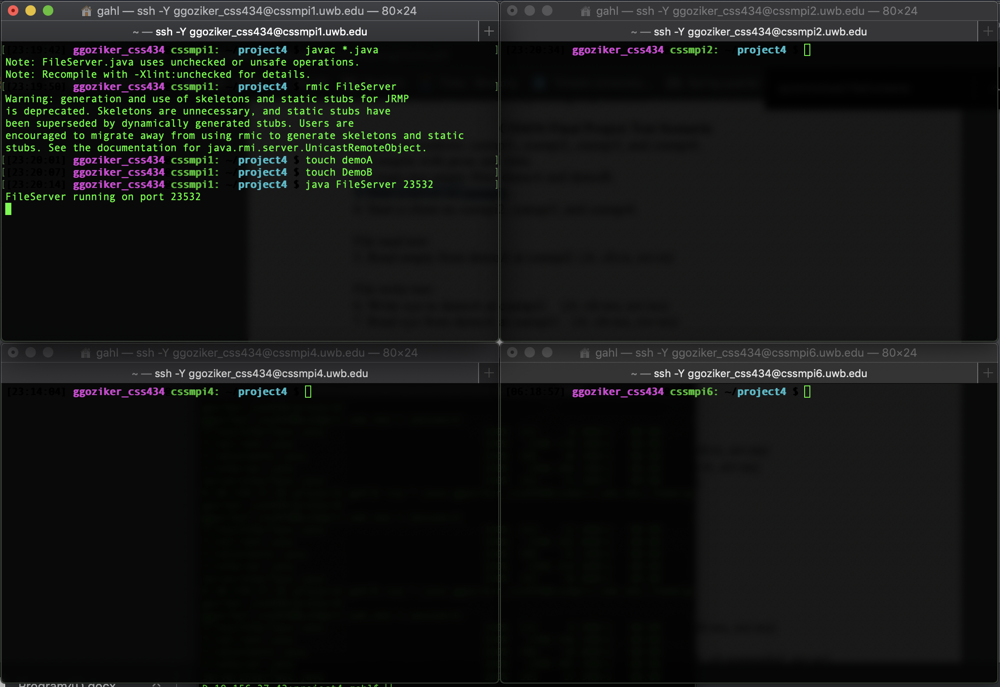 gahl — ssh -Y ggoziker_css434@cssmpi1.uwb.edu — 80×24
~ — ssh -Y ggoziker_css434@cssmpi1.uwb.edu
[23:19:42] ggoziker_css434 cssmpi1: ~/project4 $ javac *.java
Note: FileServer.java uses unchecked or unsafe operations.
Note: Recompile with -Xlint:unchecked for details.
[23:19:50] ggoziker_css434 cssmpi1: ~/project4 $ rmic FileServer
Warning: generation and use of skeletons and static stubs for JRMP
is deprecated. Skeletons are unnecessary, and static stubs have
been superseded by dynamically generated stubs. Users are
encouraged to migrate away from using rmic to generate skeletons and static
stubs. See the documentation for java.rmi.server.UnicastRemoteObject.
[23:20:01] ggoziker_css434 cssmpi1: ~/project4 $ touch demoA
[23:20:07] ggoziker_css434 cssmpi1: ~/project4 $ touch DemoB
[23:20:14] ggoziker_css434 cssmpi1: ~/project4 $ java FileServer 23532
FileServer running on port 23532
gahl — ssh -Y ggoziker_css434@cssmpi2.uwb.edu — 80×24
~ — ssh -Y ggoziker_css434@cssmpi2.uwb.edu
[23:20:34] ggoziker_css434 cssmpi2: ~/project4 $
gahl — ssh -Y ggoziker_css434@cssmpi4.uwb.edu — 80×24
~ — ssh -Y ggoziker_css434@cssmpi4.uwb.edu
[23:14:04] ggoziker_css434 cssmpi4: ~/project4 $
gahl — ssh -Y ggoziker_css434@cssmpi6.uwb.edu — 80×24
~ — ssh -Y ggoziker_css434@cssmpi6.uwb.edu
[06:18:57] ggoziker_css434 cssmpi6: ~/project4 $